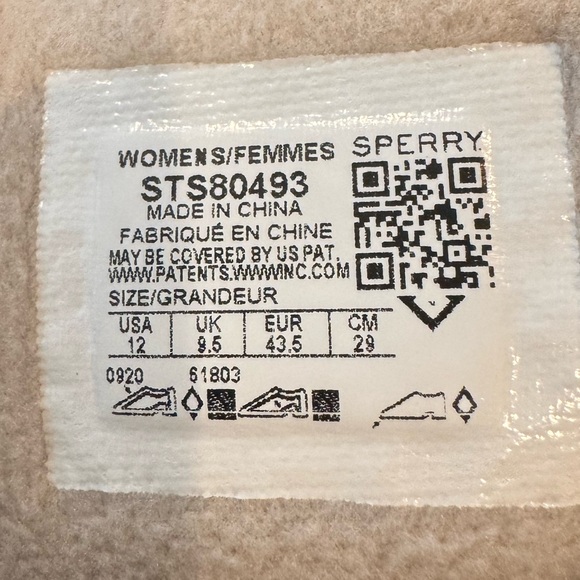 SPERRY
WOMENS/FEMMES
STS80493
MADE IN CHINA
FABRIQUÉ EN CHINE
MAY BE COVERED BY US PAT.
WWW.PATENTS.WWWINC.COM
SIZE/GRANDEUR
USA UK EUR CM
12 9.5 43.5 29
0920 61803